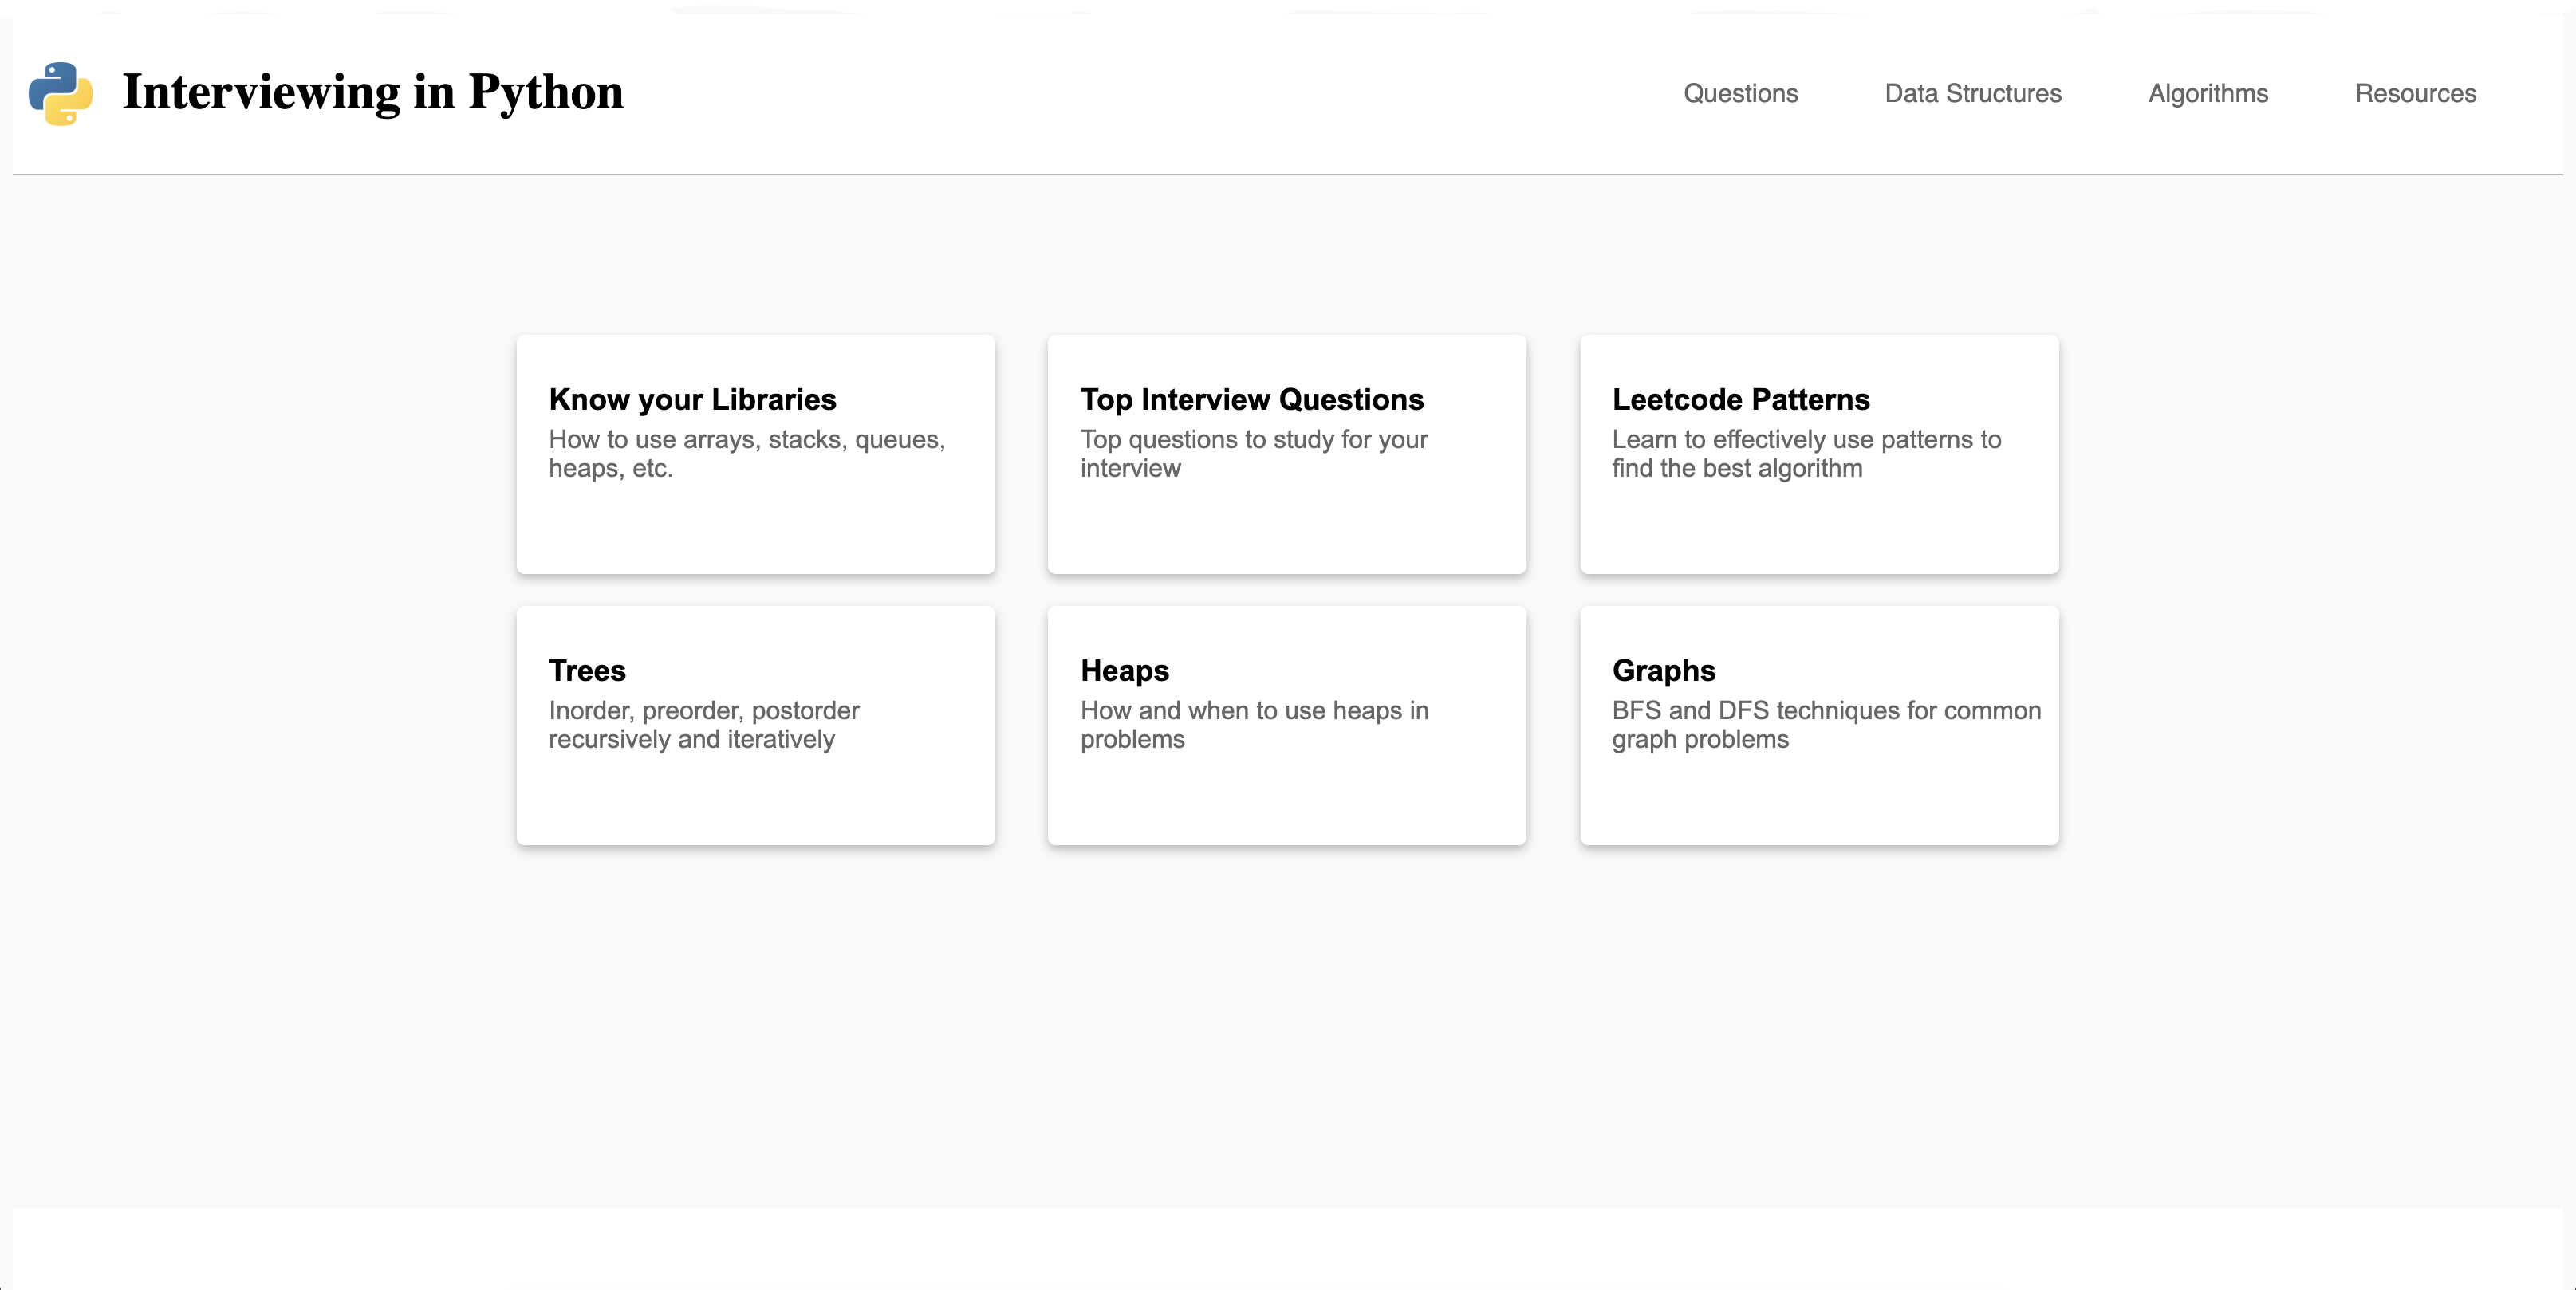 Interviewing in Python
Questions
Data Structures
Algorithms
Resources
Know your Libraries
How to use arrays, stacks, queues,
heaps, etc.
Top Interview Questions
Top questions to study for your
interview
Leetcode Patterns
Learn to effectively use patterns to
find the best algorithm
Trees
Inorder, preorder, postorder
recursively and iteratively
Heaps
How and when to use heaps in
problems
Graphs
BFS and DFS techniques for common
graph problems